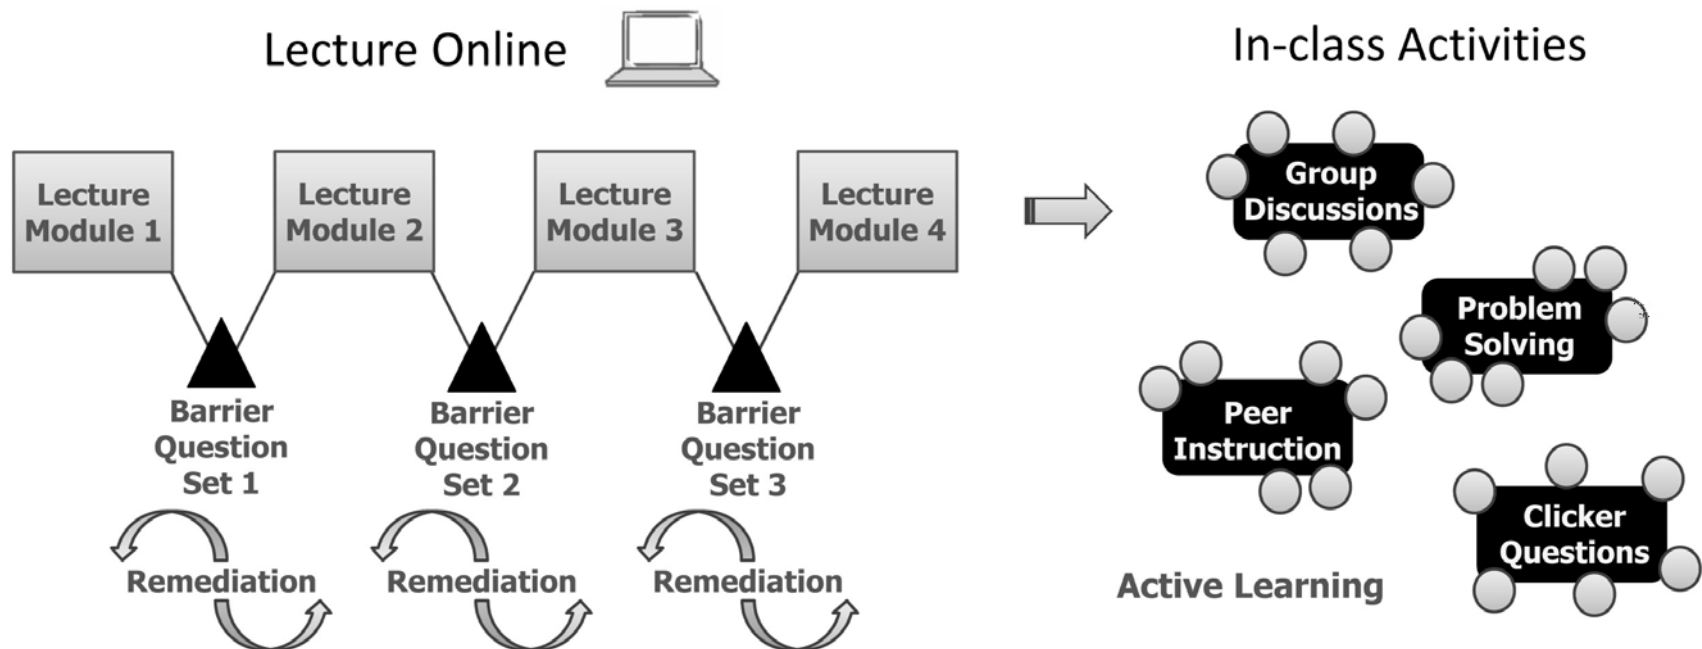 Lecture Online
In-class Activities
Lecture
Module 1
Lecture
Module 2
Lecture
Module 3
Lecture
Module 4
Barrier
Question
Set 1
Barrier
Question
Set 2
Barrier
Question
Set 3
Remediation
Remediation
Remediation
Group
Discussions
Problem
Solving
Peer
Instruction
Clicker
Questions
Active Learning